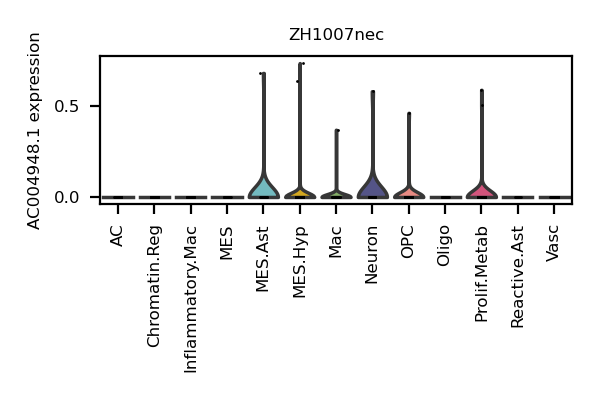 ZH1007nec
AC004948.1 expression
0.5
0.0
AC
Chromatin.Reg
Inflammatory.Mac
MES
MES.Ast
MES.Hyp
Mac
Neuron
OPC
Oligo
Prolif.Metab
Reactive.Ast
Vasc